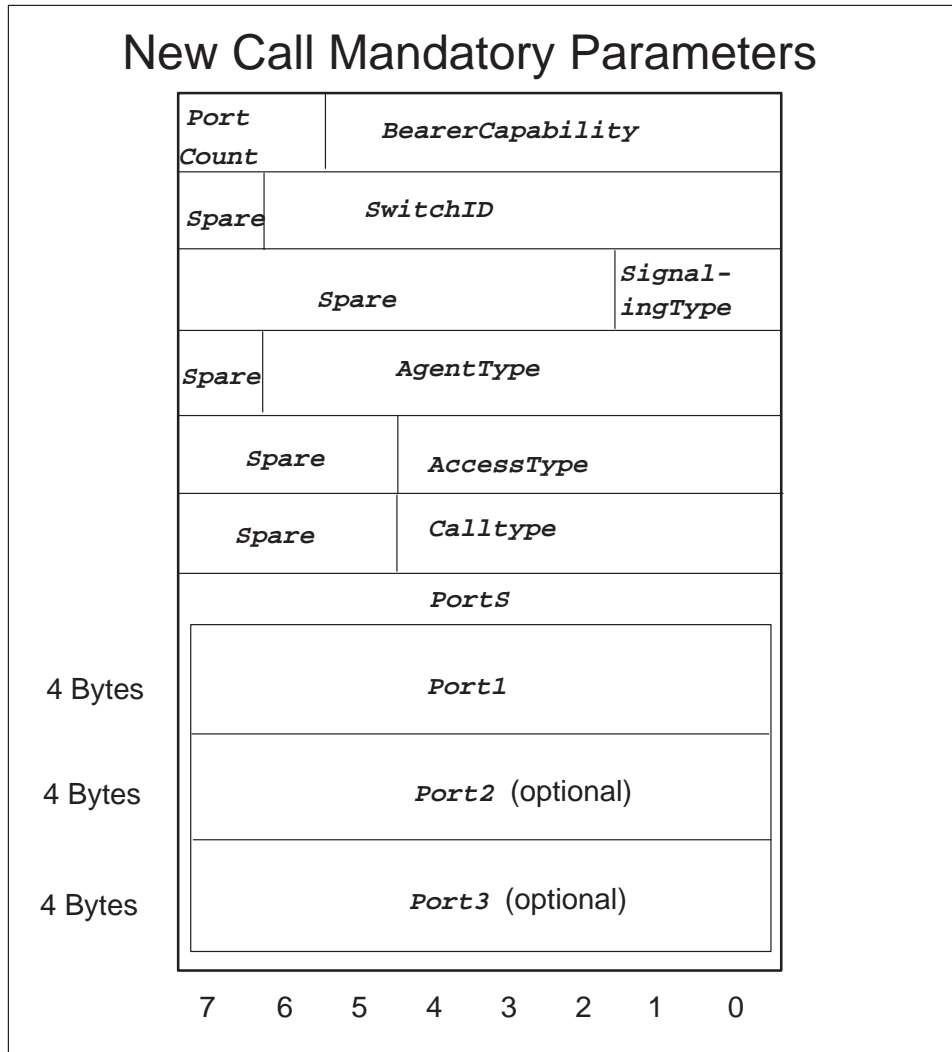 New Call Mandatory Parameters
Port
Count
BearerCapability
Spare
SwitchID
Spare
Signal-
ingType
Spare
AgentType
Spare
AccessType
Spare
Calltype
PortS
4 Bytes
Port1
4 Bytes
Port2 (optional)
4 Bytes
Port3 (optional)
7 6 5 4 3 2 1 0